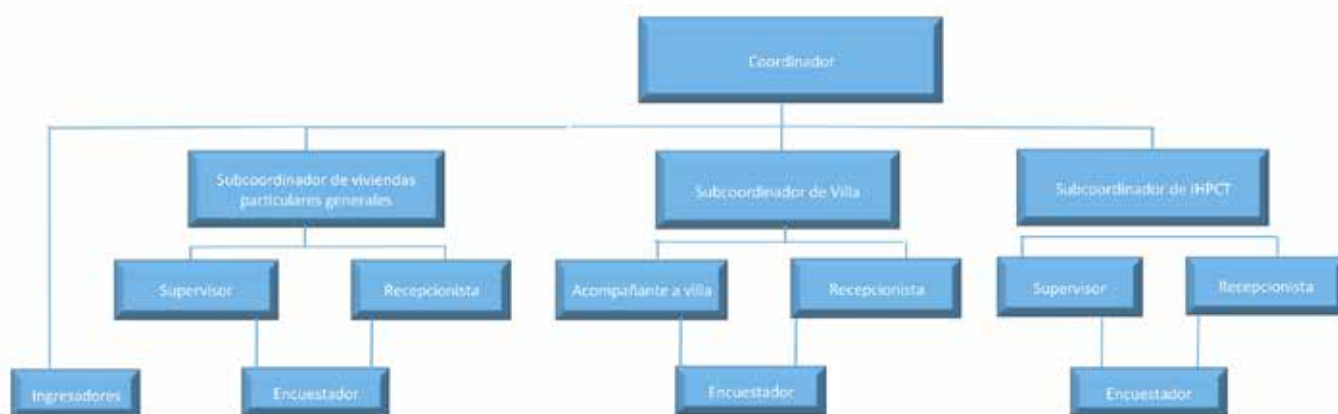 Coordinador
Subcoordinador de viviendas
particulares generales
Subcoordinador de Villa
Subcoordinador de IHPCT
Supervisor
Recepcionista
Acompañante a villa
Recepcionista
Supervisor
Recepcionista
Ingresadores
Encuestador
Encuestador
Encuestador